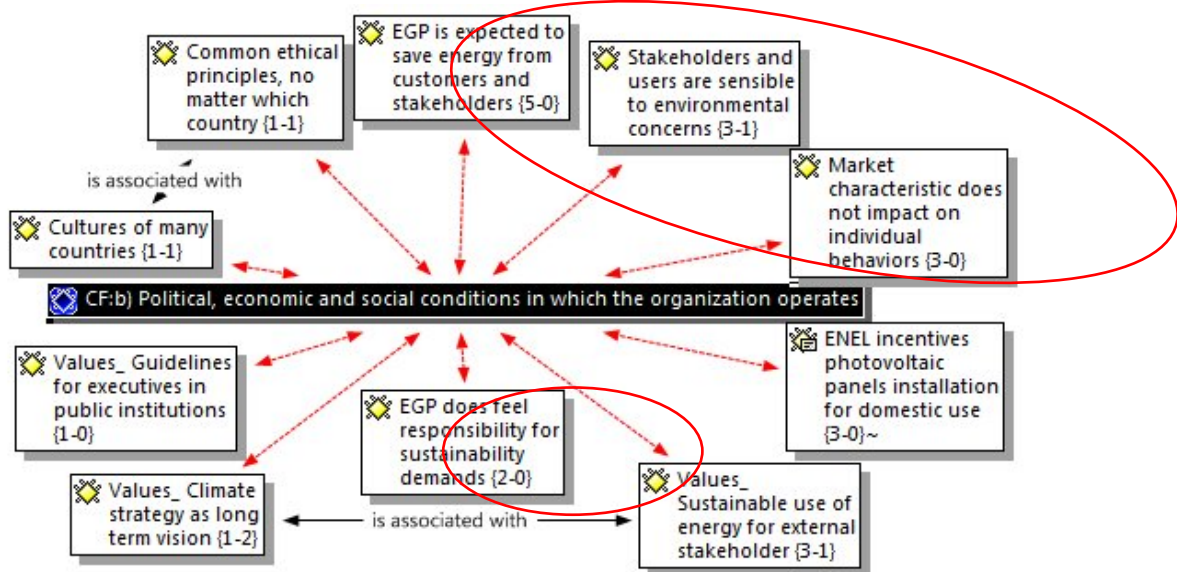 EGP is expected to
save energy from
customers and
stakeholders {5-0}
Common ethical
principles, no
matter which
country {1-1}
Stakeholders and
users are sensible
to environmental
concerns {3-1}
Market
characteristic does
not impact on
individual
behaviors {3-0}
is associated with
Cultures of many
countries {1-1}
CF:b) Political, economic and social conditions in which the organization operates
Values_ Guidelines
for executives in
public institutions
{1-0}
EGP does feel
responsibility for
sustainability
demands {2-0}
ENEL incentives
photovoltaic
panels installation
for domestic use
{3-0}~
Values_ Climate
strategy as long
term vision {1-2}
is associated with
Values_
Sustainable use of
energy for external
stakeholder {3-1}